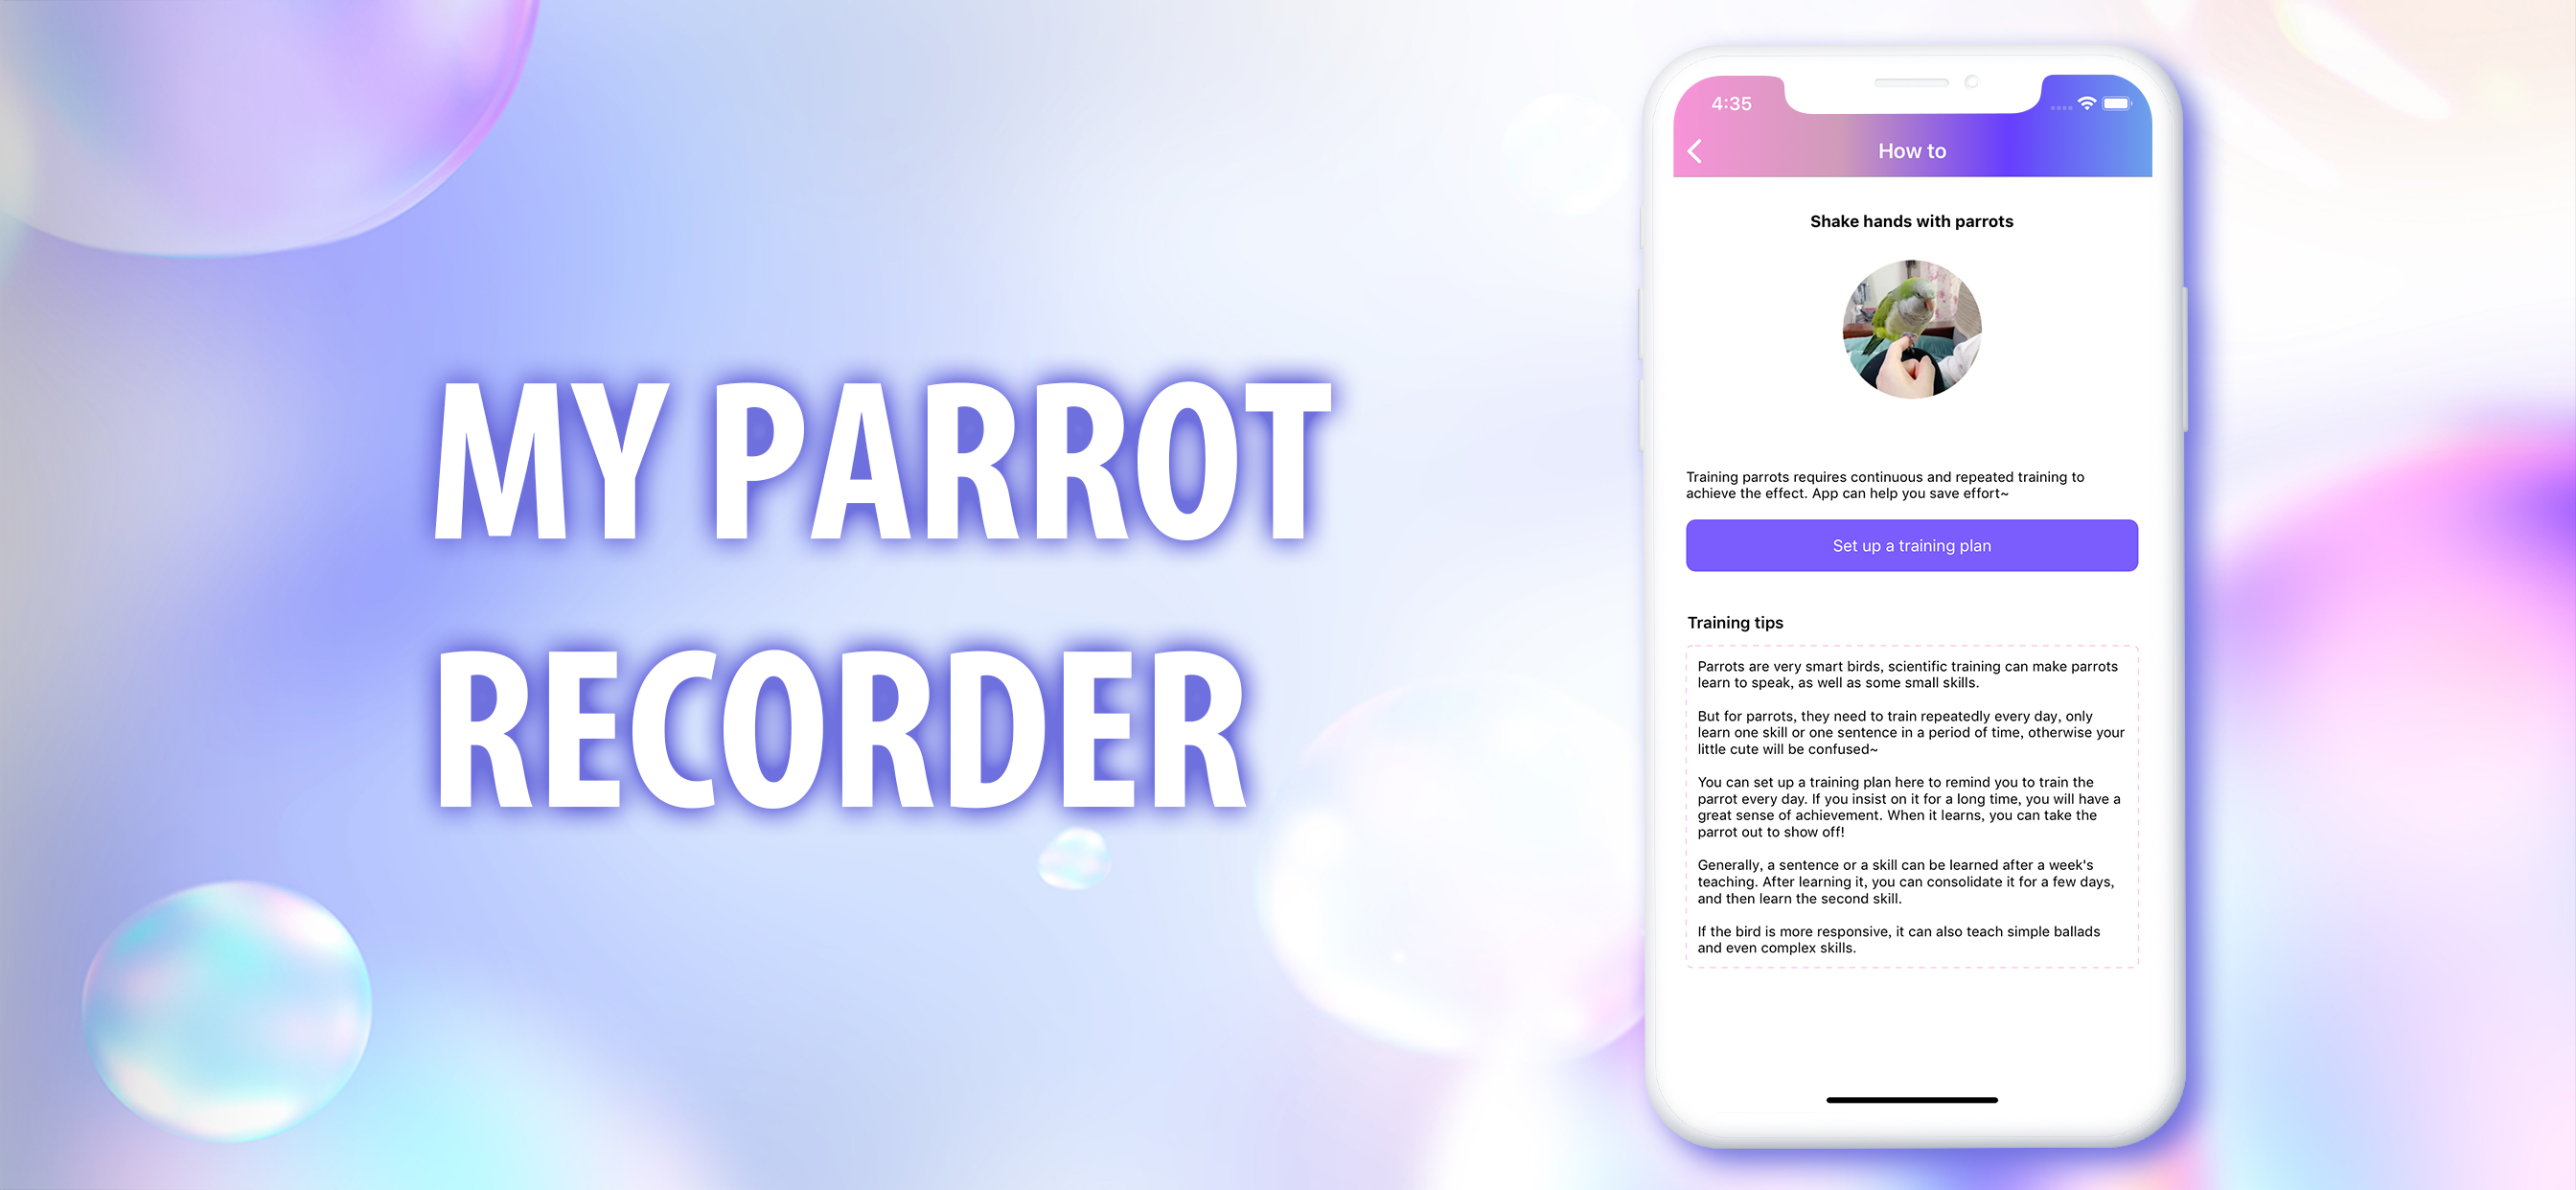 MY PARROT
RECORDER
4:35
How to
Shake hands with parrots
Training parrots requires continuous and repeated training to
achieve the effect. App can help you save effort~
Set up a training plan
Training tips
Parrots are very smart birds, scientific training can make parrots
learn to speak, as well as some small skills.
But for parrots, they need to train repeatedly every day, only
learn one skill or one sentence in a period of time, otherwise your
little cute will be confused~
You can set up a training plan here to remind you to train the
parrot every day. If you insist on it for a long time, you will have a
great sense of achievement. When it learns, you can take the
parrot out to show off!
Generally, a sentence or a skill can be learned after a week's
teaching. After learning it, you can consolidate it for a few days,
and then learn the second skill.
If the bird is more responsive, it can also teach simple ballads
and even complex skills.